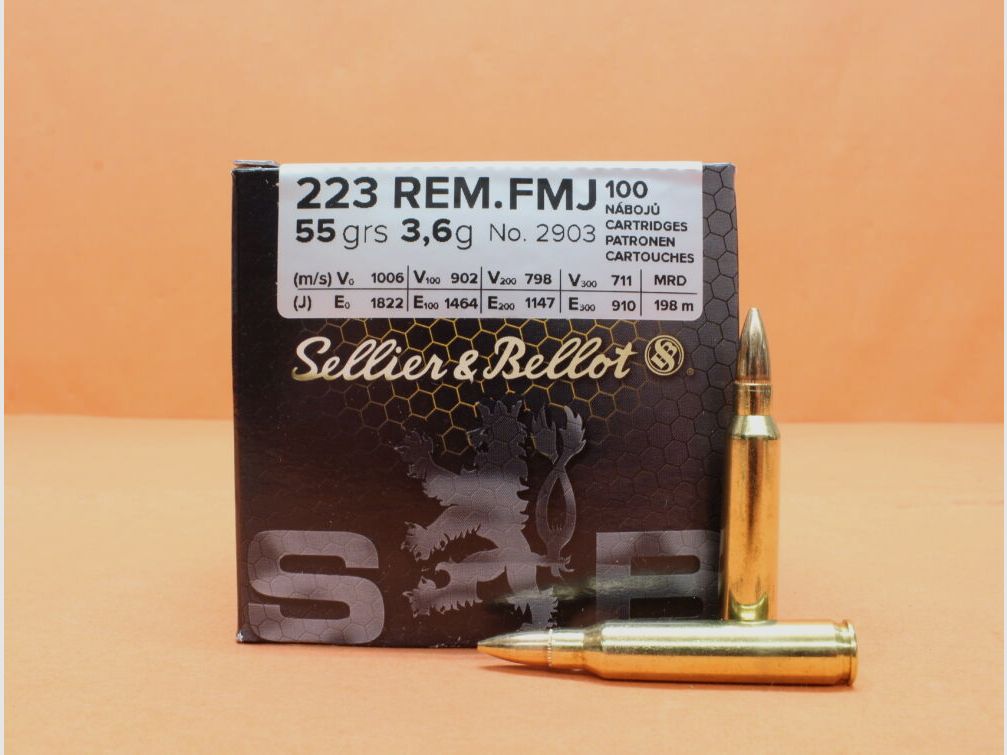 223 REM.FMJ 100
NÁBOJŮ
55 grs 3,6g No. 2903 CARTRIDGES
PATRONEN
CARTOUCHES
(m/s) V₀ 1006 V₁₀₀ 902 V₂₀₀ 798 V₃₀₀ 711 MRD
(J) E₀ 1822 E₁₀₀ 1464 E₂₀₀ 1147 E₃₀₀ 910 198 m
Sellier & Bellot SB
S B